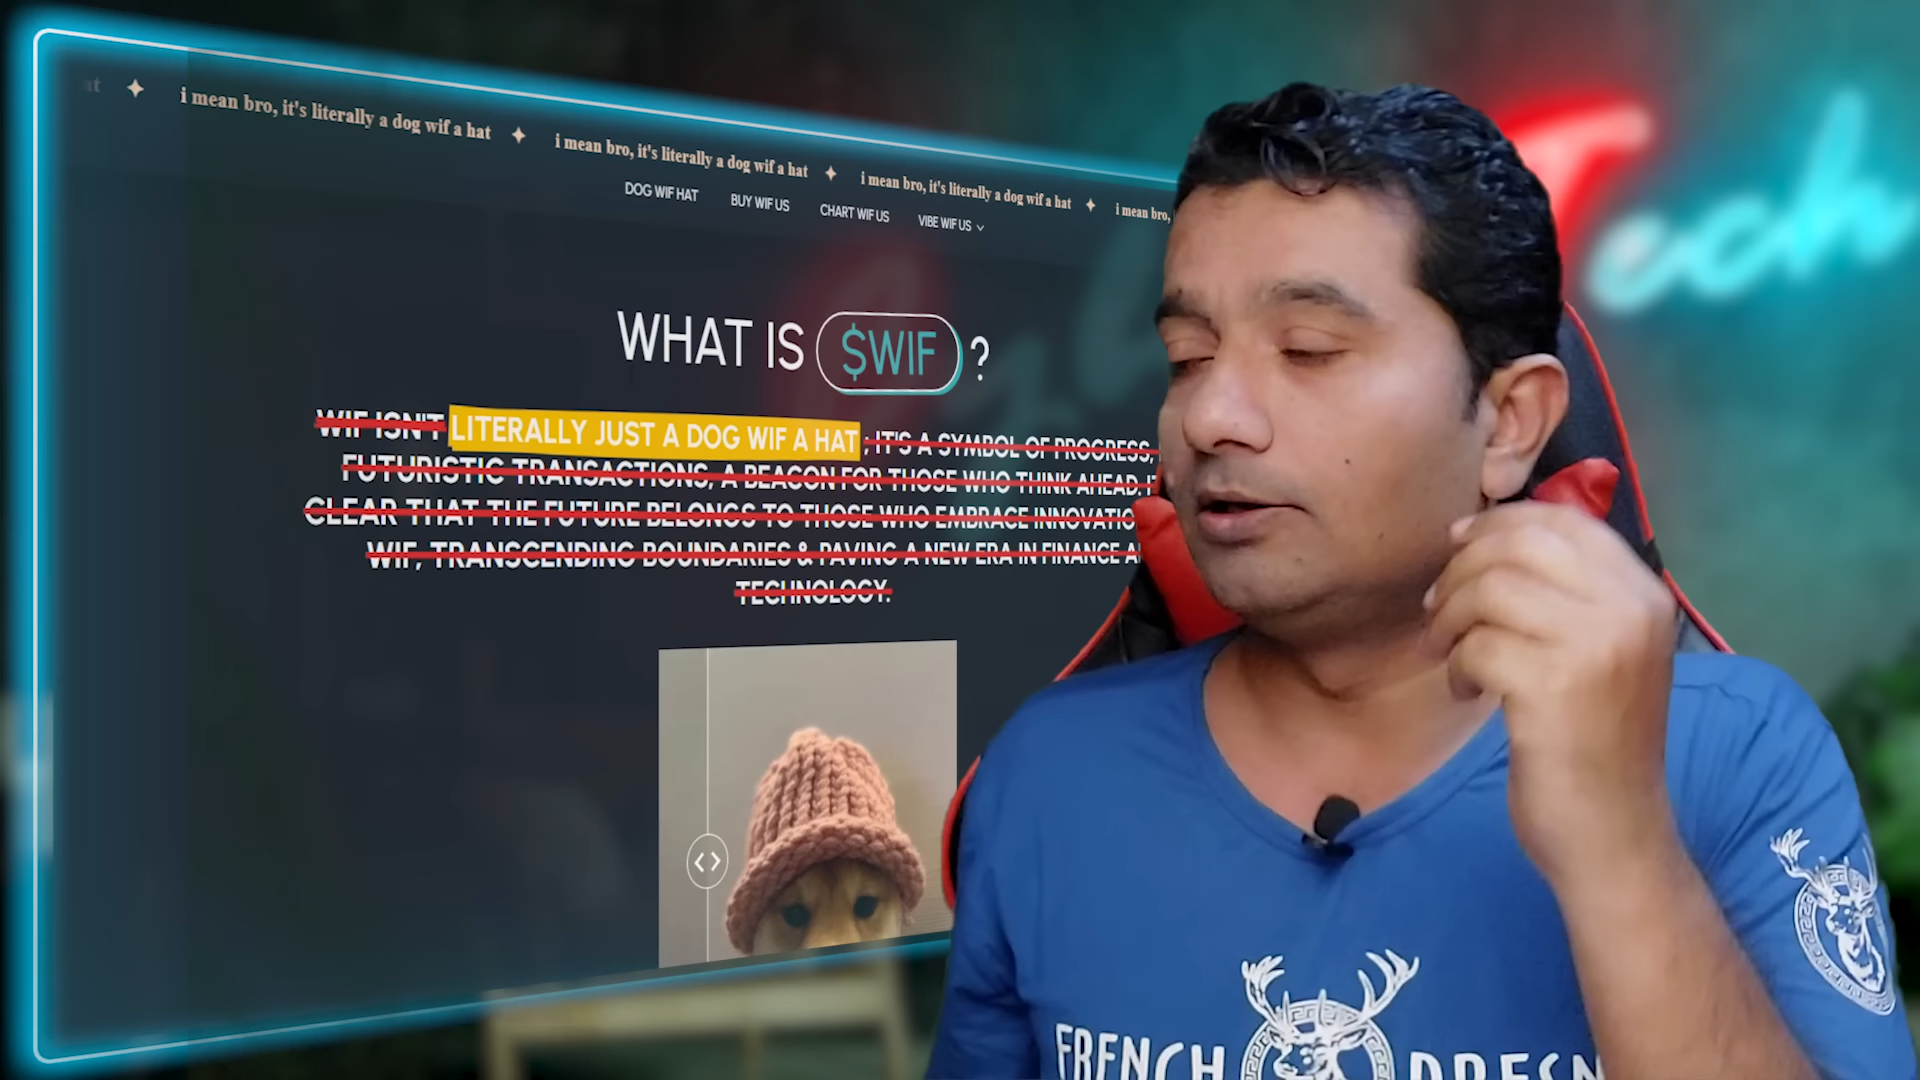 at ✦ i mean bro, it's literally a dog wif a hat ✦ i mean bro, it's literally a dog wif a hat ✦ i mean bro, it's literally a dog wif a hat ✦ i mean bro,
DOG WIF HAT BUY WIF US CHART WIF US VIBE WIF US
WHAT IS $WIF ?
WIF ISN'T LITERALLY JUST A DOG WIF A HAT ; IT'S A SYMBOL OF PROGRESS,
FUTURISTIC TRANSACTIONS, A BEACON FOR THOSE WHO THINK AHEAD.
CLEAR THAT THE FUTURE BELONGS TO THOSE WHO EMBRACE
WIF, TRANSCENDING BOUNDARIES & PAVING A NEW ERA IN FINANCE
TECHNOLOGY.
Tech
FRENCH